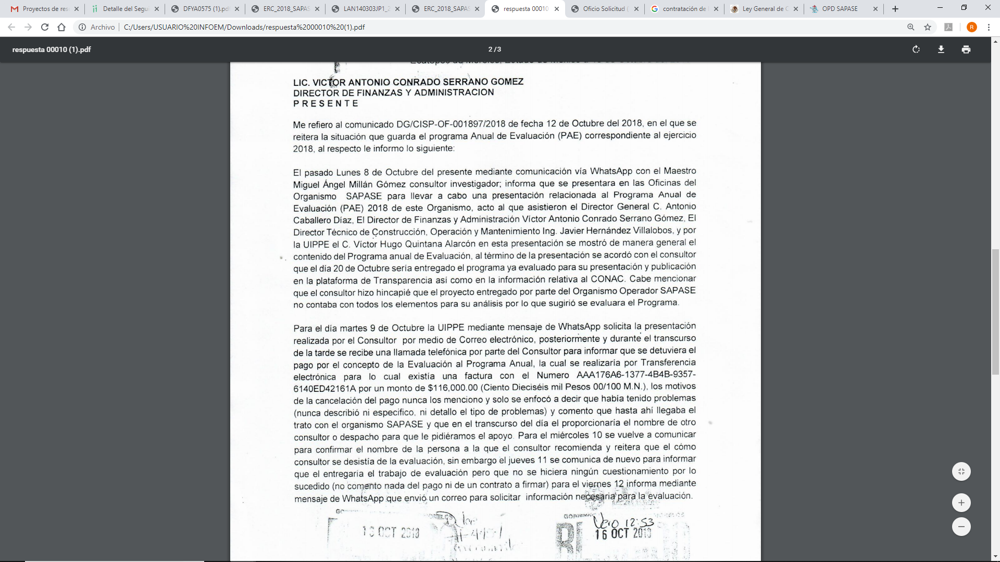 Proyectos de res
Detalle del Segui
DFYA0575 (1).pdf
ERC_2018_SAPAS
LAN140303JP1_2
ERC_2018_SAPAS
respuesta 00010
Oficio Solicitud (
contratación de
Ley General de C
OPD SAPASE
Archivo
C:/Users/USUARIO%20INFOEM/Downloads/respuesta%2000010%20(1).pdf
R
respuesta 00010 (1).pdf
2 / 3
LIC. VICTOR ANTONIO CONRADO SERRANO GOMEZ
DIRECTOR DE FINANZAS Y ADMINISTRACION
P R E S E N T E
Me refiero al comunicado DG/CISP-OF-001897/2018 de fecha 12 de Octubre del 2018, en el que se
reitera la situación que guarda el programa Anual de Evaluación (PAE) correspondiente al ejercicio
2018, al respecto le informo lo siguiente:
El pasado Lunes 8 de Octubre del presente mediante comunicación vía WhatsApp con el Maestro
Miguel Ángel Millán Gómez consultor investigador; informa que se presentara en las Oficinas del
Organismo SAPASE para llevar a cabo una presentación relacionada al Programa Anual de
Evaluación (PAE) 2018 de este Organismo, acto al que asistieron el Director General C. Antonio
Caballero Díaz, El Director de Finanzas y Administración Víctor Antonio Conrado Serrano Gómez, El
Director Técnico de Construcción, Operación y Mantenimiento Ing. Javier Hernández Villalobos, y por
la UIPPE el C. Víctor Hugo Quintana Alarcón en esta presentación se mostró de manera general el
contenido del Programa anual de Evaluación, al término de la presentación se acordó con el consultor
que el día 20 de Octubre sería entregado el programa ya evaluado para su presentación y publicación
en la plataforma de Transparencia así como en la información relativa al CONAC. Cabe mencionar
que el consultor hizo hincapié que el proyecto entregado por parte del Organismo Operador SAPASE
no contaba con todos los elementos para su análisis por lo que sugirió se evaluara el Programa.
Para el día martes 9 de Octubre la UIPPE mediante mensaje de WhatsApp solicita la presentación
realizada por el Consultor por medio de Correo electrónico, posteriormente y durante el transcurso
de la tarde se recibe una llamada telefónica por parte del Consultor para informar que se detuviera el
pago por el concepto de la Evaluación al Programa Anual, la cual se realizaría por Transferencia
electrónica para lo cual existía una factura con el Numero AAA176A6-1377-4B4B-9357-
6140ED42161A por un monto de $116,000.00 (Ciento Dieciséis mil Pesos 00/100 M.N.), los motivos
de la cancelación del pago nunca los menciono y solo se enfocó a decir que había tenido problemas
(nunca describió ni especifico, ni detallo el tipo de problemas) y comento que hasta ahí llegaba el
trato con el organismo SAPASE y que en el transcurso del día el proporcionaría el nombre de otro
consultor o despacho para que le pidiéramos el apoyo. Para el miércoles 10 se vuelve a comunicar
para confirmar el nombre de la persona a la que el consultor recomienda y reitera que el cómo
consultor se desistía de la evaluación, sin embargo el jueves 11 se comunica de nuevo para informar
que el entregaría el trabajo de evaluación pero que no se hiciera ningún cuestionamiento por lo
sucedido (no comento nada del pago ni de un contrato a firmar) para el viernes 12 informa mediante
mensaje de WhatsApp que envió un correo para solicitar información necesaria para la evaluación.
Vero 12:53
16 OCT 2018